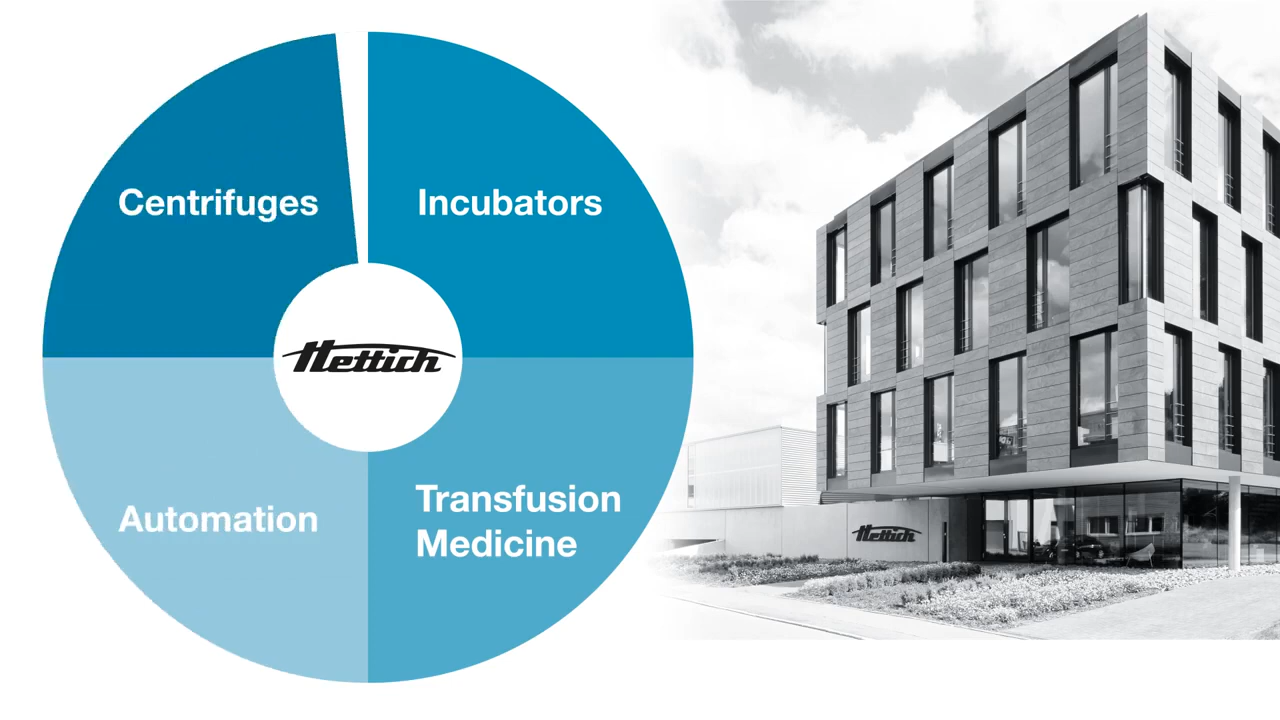 Centrifuges
Incubators
Hettich
Automation
Transfusion
Medicine
Hettich